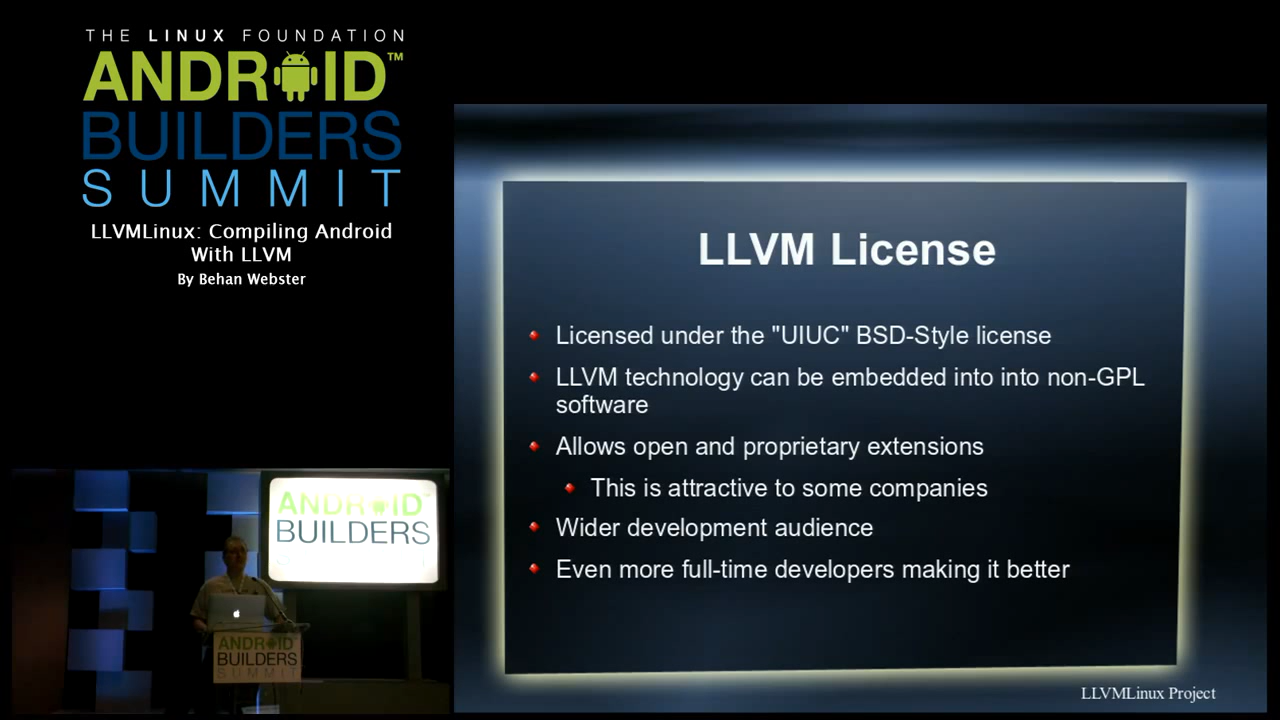 THE LINUX FOUNDATION
ANDROID™
BUILDERS
SUMMIT
LLVMLinux: Compiling Android
With LLVM
By Behan Webster
LLVM License
Licensed under the "UIUC" BSD-Style license
LLVM technology can be embedded into into non-GPL
software
Allows open and proprietary extensions
This is attractive to some companies
Wider development audience
Even more full-time developers making it better
LLVMLinux Project
ANDROID™
BUILDERS
ANDROID
BUILDERS
SUMMIT